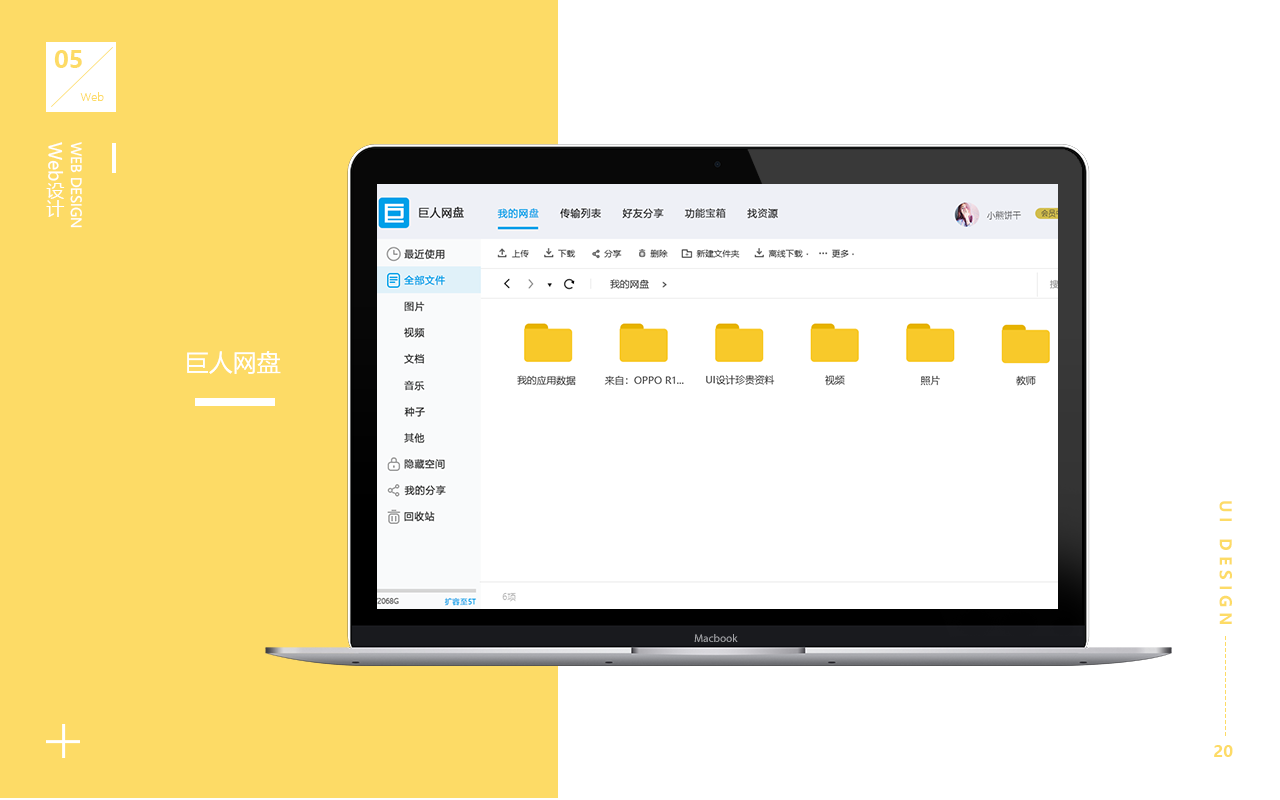 05
Web
WEB DESIGN
Web设计
巨人网盘
巨人网盘
我的网盘
传输列表
好友分享
功能宝箱
找资源
小熊饼干
会员
最近使用
上传
下载
分享
删除
新建文件夹
离线下载
更多
全部文件
我的网盘
搜
图片
视频
文档
音乐
种子
其他
隐藏空间
我的分享
回收站
我的应用数据
来自：OPPO R1...
UI设计珍贵资料
视频
照片
教师
2068G
扩容至5T
6项
Macbook
UI DESIGN
20